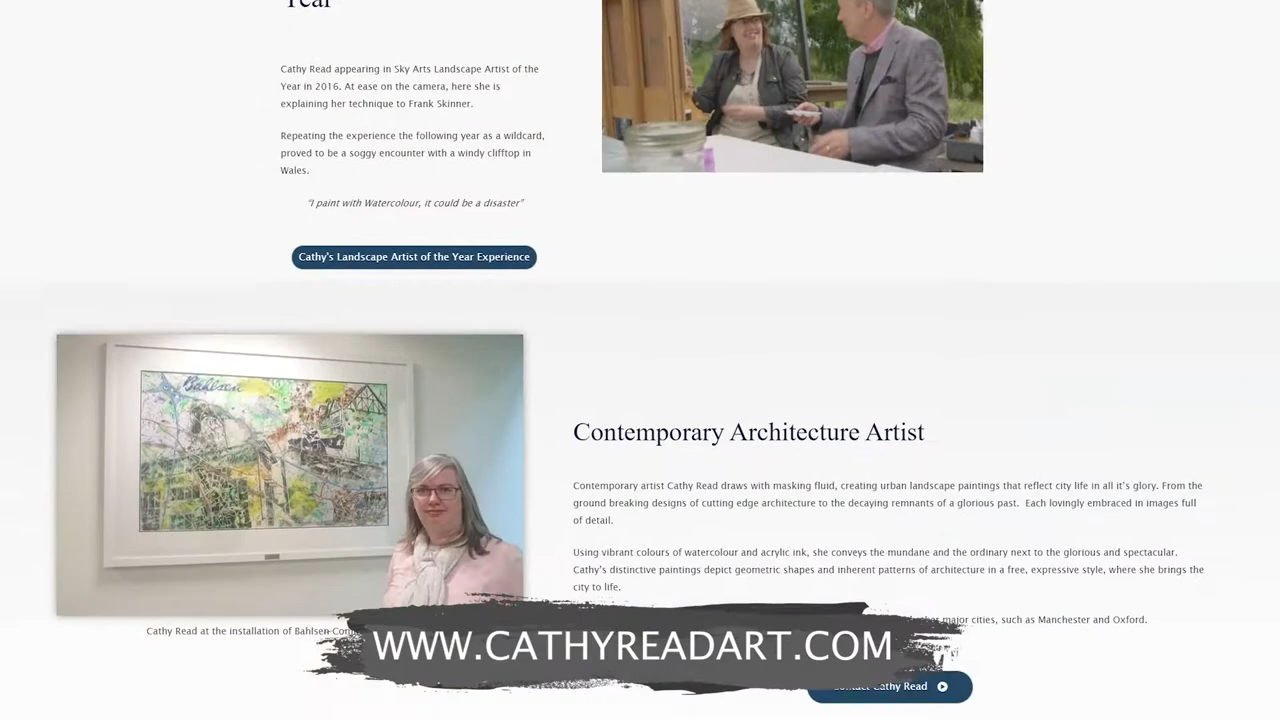 Cathy Read appearing in Sky Arts Landscape Artist of the
Year in 2016. At ease on the camera, here she is
explaining her technique to Frank Skinner.
Repeating the experience the following year as a wildcard,
proved to be a soggy encounter with a windy clifftop in
Wales.
"I paint with Watercolour, it could be a disaster"
Cathy's Landscape Artist of the Year Experience
Bahlsen
Contemporary Architecture Artist
Contemporary artist Cathy Read draws with masking fluid, creating urban landscape paintings that reflect city life in all it's glory. From the
ground breaking designs of cutting edge architecture to the decaying remnants of a glorious past. Each lovingly embraced in images full
of detail.
Using vibrant colours of watercolour and acrylic ink, she conveys the mundane and the ordinary next to the glorious and spectacular.
Cathy's distinctive paintings depict geometric shapes and inherent patterns of architecture in a free, expressive style, where she brings the
city to life.
major cities, such as Manchester and Oxford.
Cathy Read at the installation of Bahlsen
WWW.CATHYREADART.COM
Cathy Read